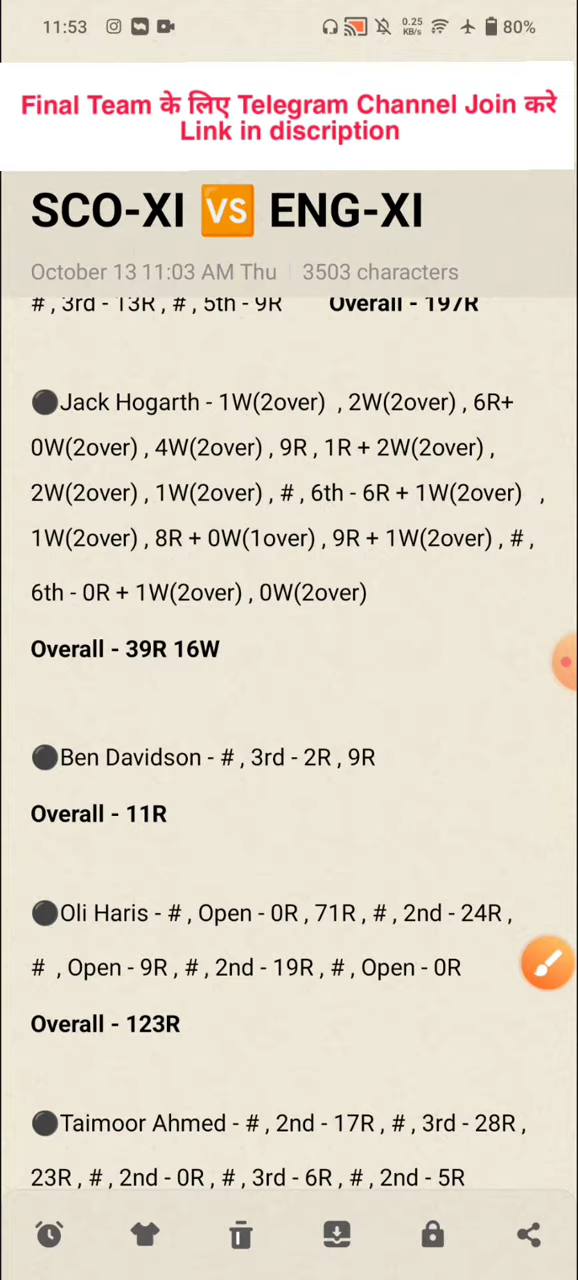 11:53 0.25 KB/s 80%
Final Team के लिए Telegram Channel Join करे
Link in discription
SCO-XI VS ENG-XI
October 13 11:03 AM Thu | 3503 characters
# , 3rd - 13R , # , 5th - 9R Overall - 197R
Jack Hogarth - 1W(2over) , 2W(2over) , 6R+
0W(2over) , 4W(2over) , 9R , 1R + 2W(2over) ,
2W(2over) , 1W(2over) , # , 6th - 6R + 1W(2over) ,
1W(2over) , 8R + 0W(1over) , 9R + 1W(2over) , # ,
6th - 0R + 1W(2over) , 0W(2over)
Overall - 39R 16W
Ben Davidson - # , 3rd - 2R , 9R
Overall - 11R
Oli Haris - # , Open - 0R , 71R , # , 2nd - 24R ,
# , Open - 9R , # , 2nd - 19R , # , Open - 0R
Overall - 123R
Taimoor Ahmed - # , 2nd - 17R , # , 3rd - 28R ,
23R , # , 2nd - 0R , # , 3rd - 6R , # , 2nd - 5R